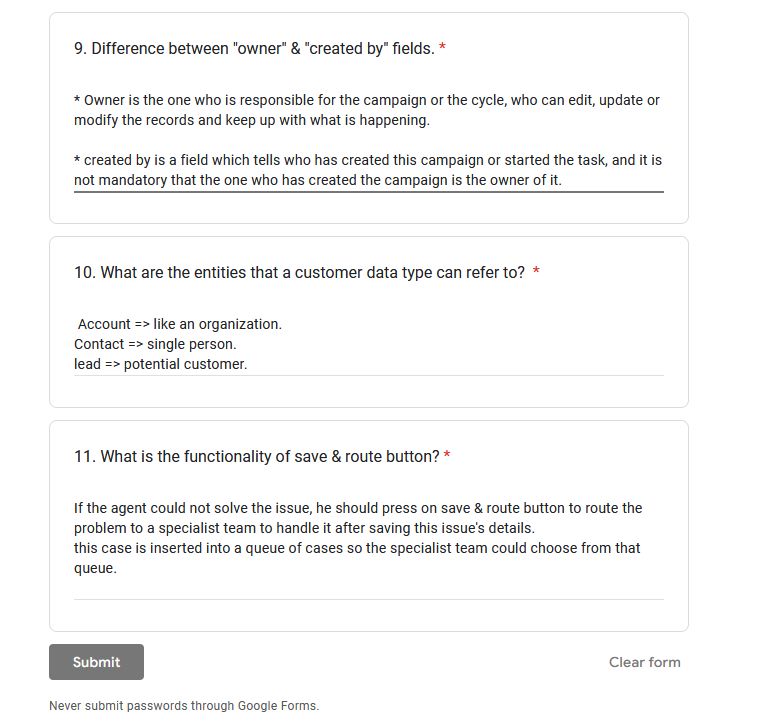 9. Difference between "owner" & "created by" fields. *
* Owner is the one who is responsible for the campaign or the cycle, who can edit, update or
modify the records and keep up with what is happening.
* created by is a field which tells who has created this campaign or started the task, and it is
not mandatory that the one who has created the campaign is the owner of it.
10. What are the entities that a customer data type can refer to? *
Account => like an organization.
Contact => single person.
lead => potential customer.
11. What is the functionality of save & route button? *
If the agent could not solve the issue, he should press on save & route button to route the
problem to a specialist team to handle it after saving this issue's details.
this case is inserted into a queue of cases so the specialist team could choose from that
queue.
Submit
Clear form
Never submit passwords through Google Forms.